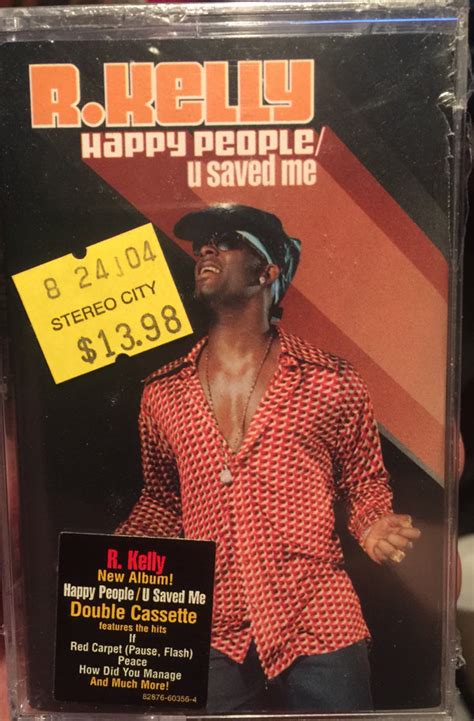 R.KELLY
HAPPY PEOPLE/
U saved me
8 24 04
STEREO CITY
$13.98
R. Kelly
New Album!
Happy People/U Saved Me
Double Cassette
features the hits
If
Red Carpet (Pause, Flash)
Peace
How Did You Manage
And Much More!
82876-60356-4